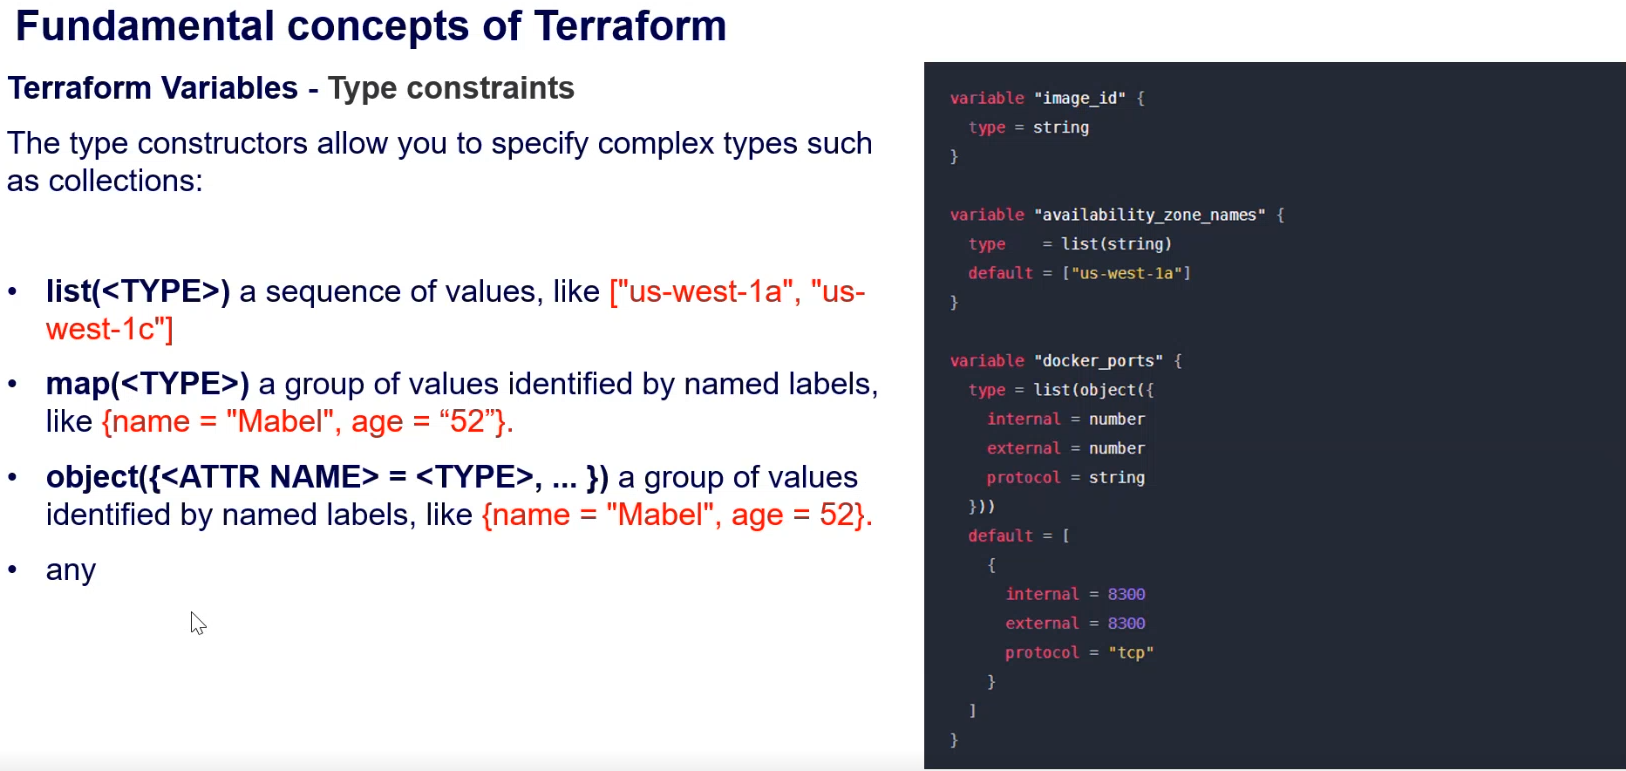 Fundamental concepts of Terraform
Terraform Variables - Type constraints
The type constructors allow you to specify complex types such
as collections:
• list(<TYPE>) a sequence of values, like ["us-west-1a", "us-
west-1c"]
• map(<TYPE>) a group of values identified by named labels,
like {name = "Mabel", age = “52”}.
• object({<ATTR NAME> = <TYPE>, ... }) a group of values
identified by named labels, like {name = "Mabel", age = 52}.
• any
variable "image_id" {
  type = string
}
variable "availability_zone_names" {
  type    = list(string)
  default = ["us-west-1a"]
}
variable "docker_ports" {
  type = list(object({
    internal = number
    external = number
    protocol = string
  }))
  default = [
    {
      internal = 8300
      external = 8300
      protocol = "tcp"
    }
  ]
}